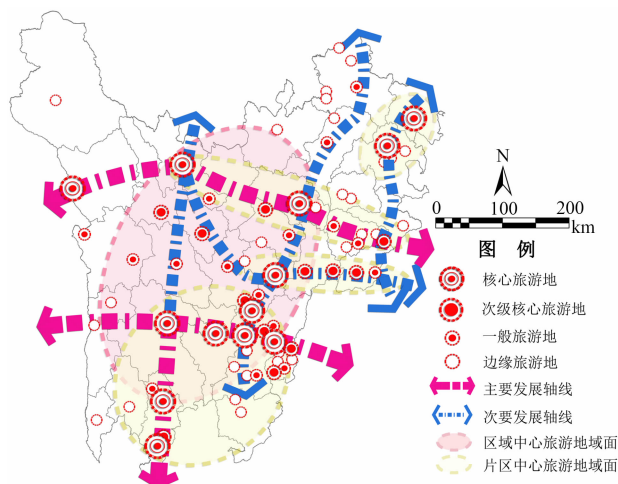 N
0 100 200
km
图 例
核心旅游地
次级核心旅游地
一般旅游地
边缘旅游地
主要发展轴线
次要发展轴线
区域中心旅游地域面
片区中心旅游地域面